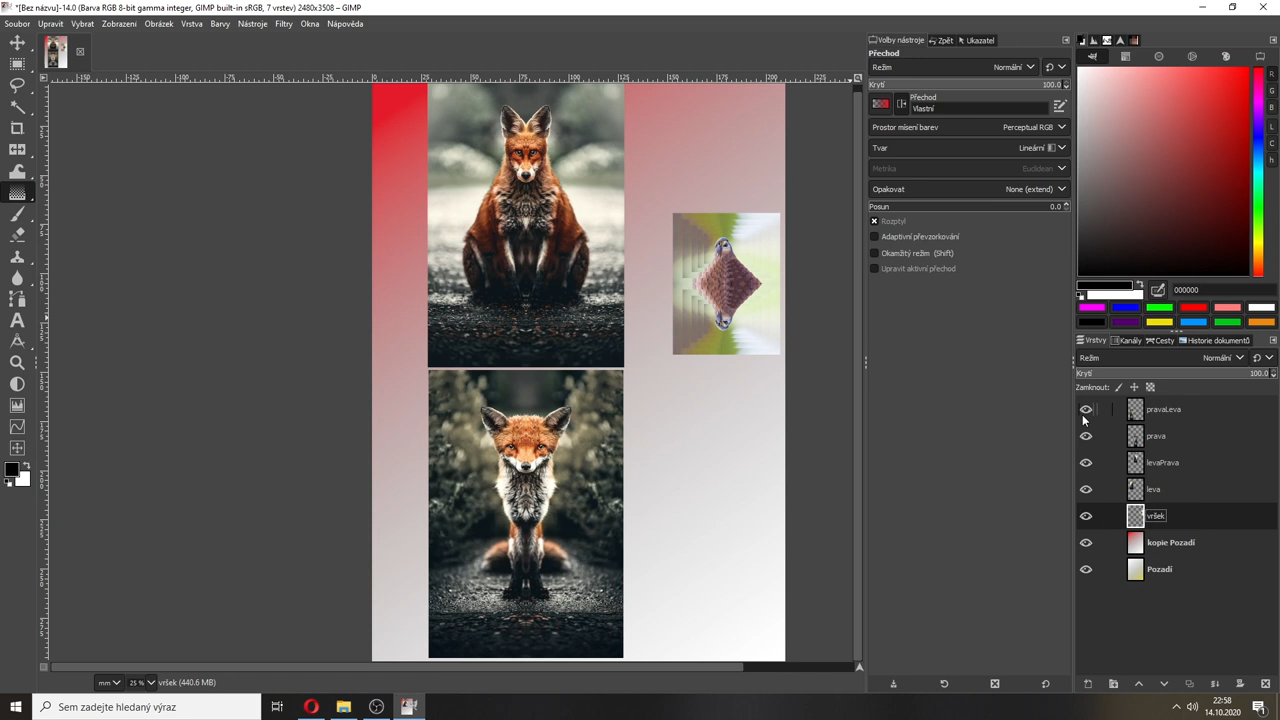 *[Bez názvu]-14.0 (Barva RGB 8-bit gamma integer, GIMP built-in sRGB, 7 vrstev) 2480x3508 – GIMP
Soubor Upravit Vybrat Zobrazení Obrázek Vrstva Barvy Nástroje Filtry Okna Nápověda
Volby nástroje Zpět Ukazatel
Přechod
Režim Normální
Krytí 100.0
Přechod
Vlastní
Prostor mísení barev Perceptual RGB
Tvar Lineární
Metrika Euclidean
Opakovat None (extend)
Posun 0.0
Rozptyl
Adaptivní převzorkování
Okamžitý režim (Shift)
Upravit aktivní přechod
R
G
B
L
C
h
000000
Vrstvy Kanály Cesty Historie dokumentů
Režim Normální
Krytí 100.0
Zamknout:
pravaLeva
prava
levaPrava
leva
vršek
kopie Pozadí
Pozadí
mm 25 % vršek (440.6 MB)
Sem zadejte hledaný výraz
22:58
14.10.2020